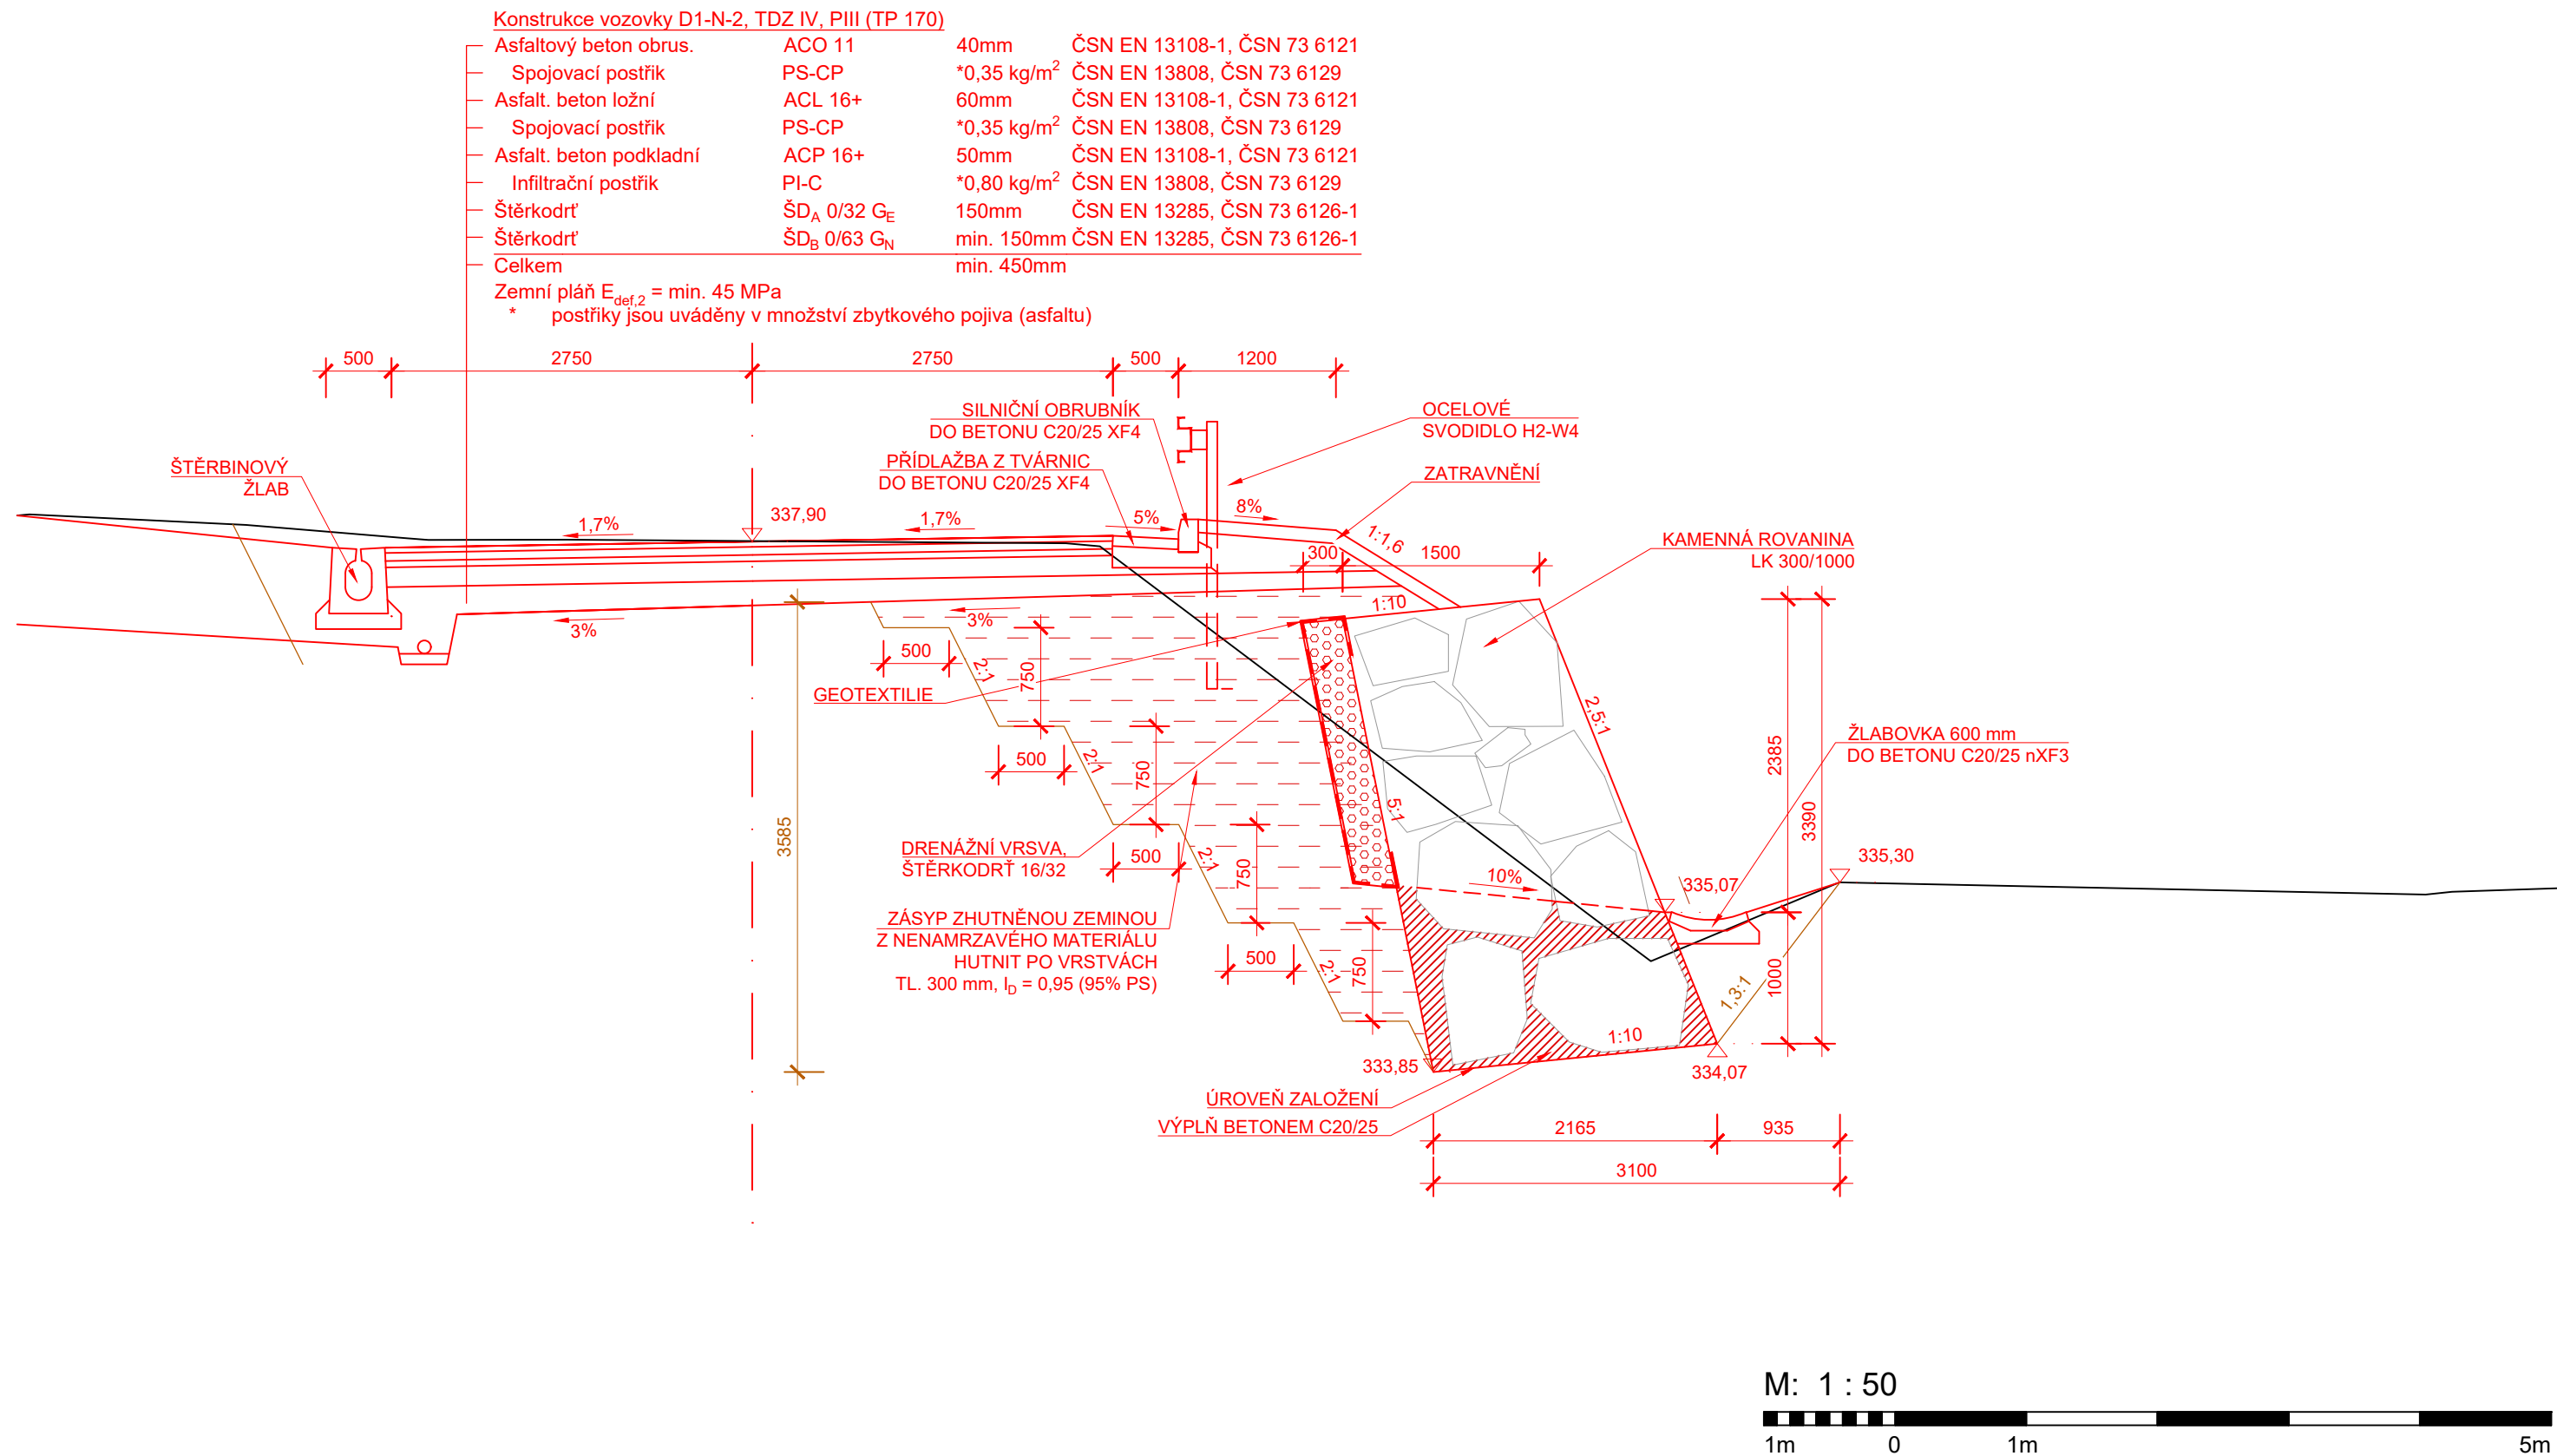 Konstrukce vozovky D1-N-2, TDZ IV, PIII (TP 170)
Asfaltový beton obrus. ACO 11 40mm ČSN EN 13108-1, ČSN 73 6121
Spojovací postřik PS-CP *0,35 kg/m² ČSN EN 13808, ČSN 73 6129
Asfalt. beton ložní ACL 16+ 60mm ČSN EN 13108-1, ČSN 73 6121
Spojovací postřik PS-CP *0,35 kg/m² ČSN EN 13808, ČSN 73 6129
Asfalt. beton podkladní ACP 16+ 50mm ČSN EN 13108-1, ČSN 73 6121
Infiltrační postřik PI-C *0,80 kg/m² ČSN EN 13808, ČSN 73 6129
Štěrkodrť ŠDA 0/32 GE 150mm ČSN EN 13285, ČSN 73 6126-1
Štěrkodrť ŠDB 0/63 GN min. 150mm ČSN EN 13285, ČSN 73 6126-1
Celkem min. 450mm
Zemní pláň Edef,2 = min. 45 MPa
* postřiky jsou uváděny v množství zbytkového pojiva (asfaltu)
500 2750 2750 500 1200
SILNIČNÍ OBRUBNÍK
DO BETONU C20/25 XF4
OCELOVÉ
SVODIDLO H2-W4
PŘÍDLAŽBA Z TVÁRNIC
DO BETONU C20/25 XF4
ŠTĚRBINOVÝ
ŽLAB
ZATRAVNĚNÍ
1,7%
337,90
1,7%
5%
8%
1:1,6
300
1500
KAMENNÁ ROVANINA
LK 300/1000
1:10
3%
3%
500
2:1
750
GEOTEXTILIE
2,5:1
500
2:1
750
2385
3390
ŽLABOVKA 600 mm
DO BETONU C20/25 nXF3
3585
5:1
DRENÁŽNÍ VRSVA,
ŠTĚRKODRŤ 16/32
500
2:1
750
10%
335,07
335,30
ZÁSYP ZHUTNĚNOU ZEMINOU
Z NENAMRZAVÉHO MATERIÁLU
HUTNIT PO VRSTVÁCH
TL. 300 mm, ID = 0,95 (95% PS)
500
2:1
750
1000
1,3:1
1:10
333,85
334,07
ÚROVEŇ ZALOŽENÍ
VÝPLŇ BETONEM C20/25
2165 935
3100
M: 1 : 50
1m 0 1m 5m